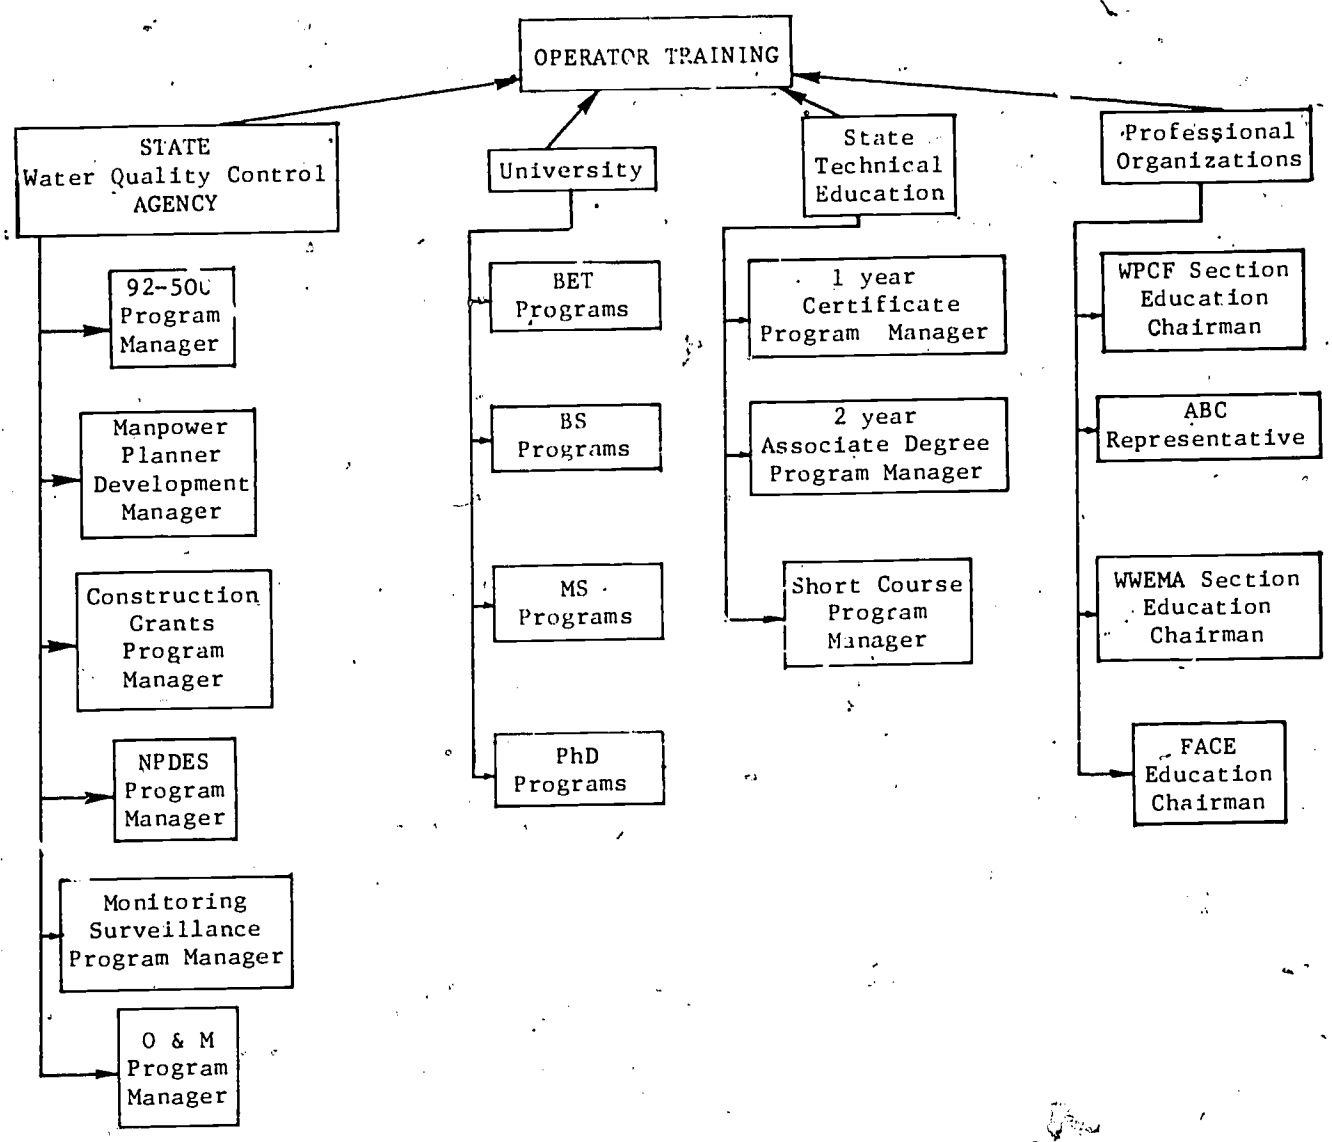 OPERATOR TRAINING
STATE
Water Quality Control
AGENCY
92-500
Program
Manager
Manpower
Planner
Development
Manager
Construction
Grants
Program
Manager
NPDES
Program
Manager
Monitoring
Surveillance
Program Manager
O & M
Program
Manager
University
BET
Programs
BS
Programs
MS
Programs
PhD
Programs
State
Technical
Education
1 year
Certificate
Program Manager
2 year
Associate Degree
Program Manager
Short Course
Program
Manager
Professional
Organizations
WPCF Section
Education
Chairman
ABC
Representative
WWEMA Section
Education
Chairman
FACE
Education
Chairman